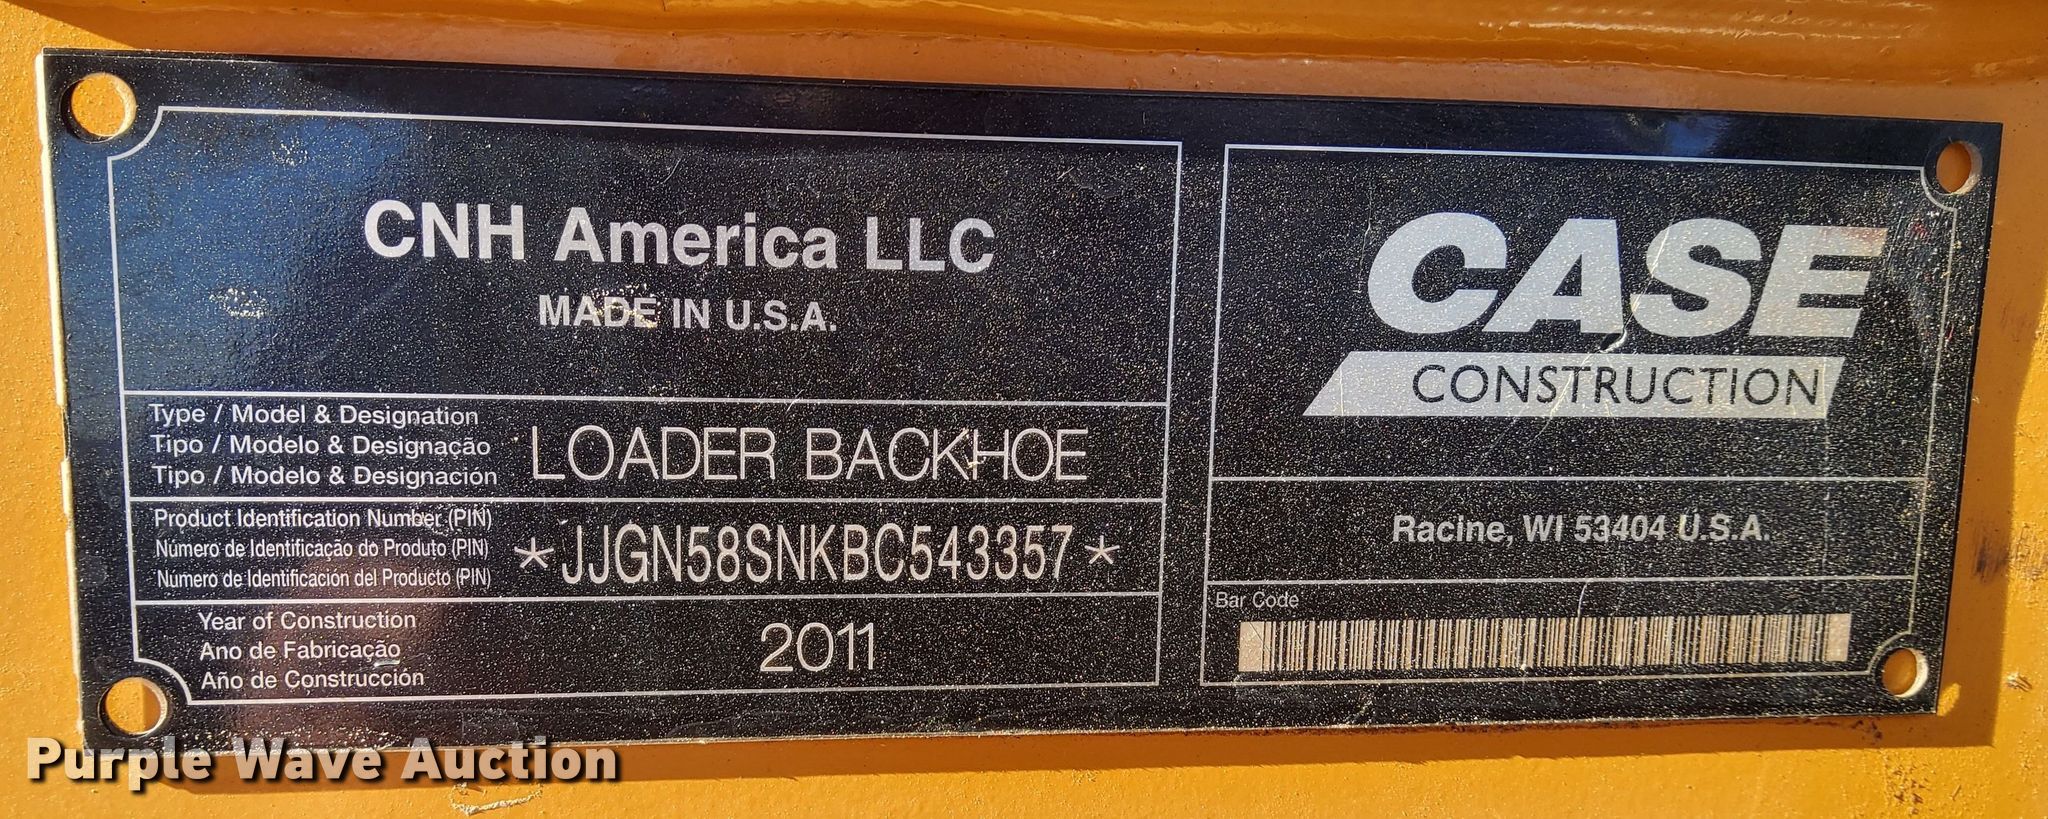 CNH America LLC
MADE IN U.S.A.
Type / Model & Designation
Tipo / Modelo & Designação
Tipo / Modelo & Designación
LOADER BACKHOE
Product Identification Number (PIN)
Número de Identificação do Produto (PIN)
Numero de Identificación del Producto (PIN)
*JJGN58SNKBC543357*
Year of Construction
Ano de Fabricação
Año de Construcción
2011
CASE
CONSTRUCTION
Racine, WI 53404 U.S.A.
Bar Code
Purple Wave Auction